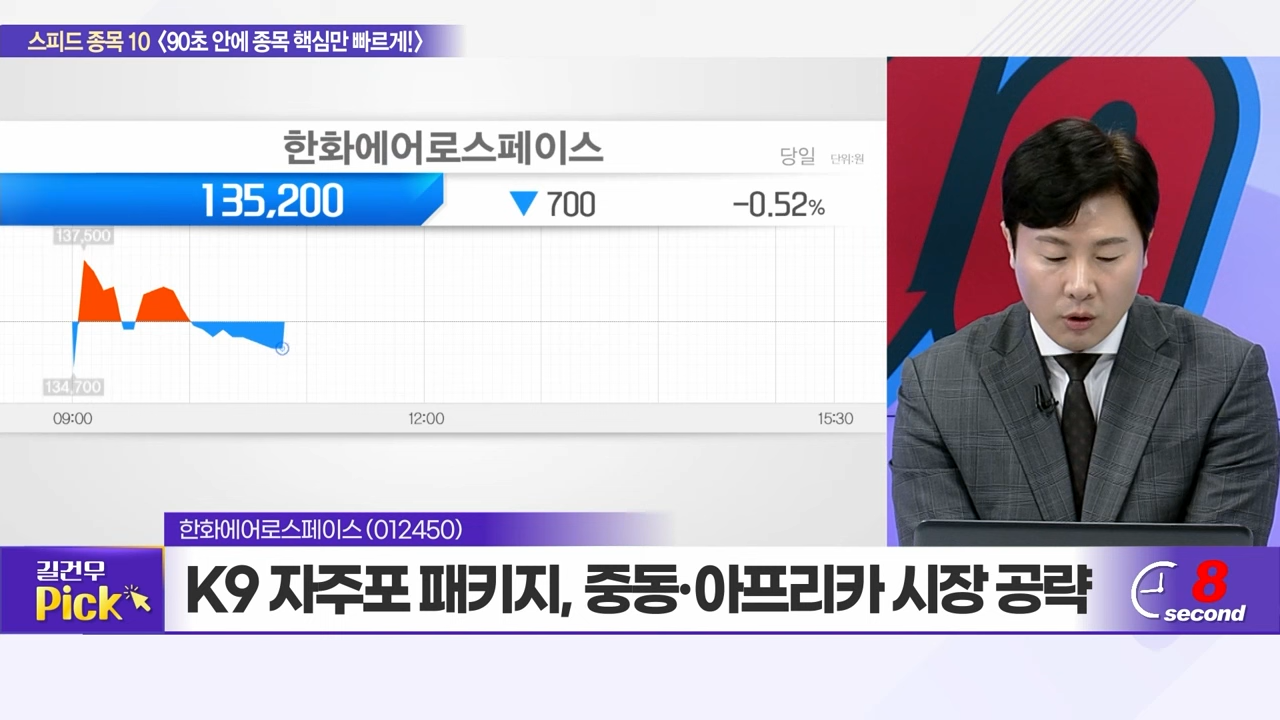 스피드 종목 10 〈90초 안에 종목 핵심만 빠르게!〉
한화에어로스페이스
당일 단위:원
135,200 ▼ 700 -0.52%
137,500
134,700
09:00 12:00 15:30
한화에어로스페이스 (012450)
길건무
Pick
K9 자주포 패키지, 중동·아프리카 시장 공략
8
second